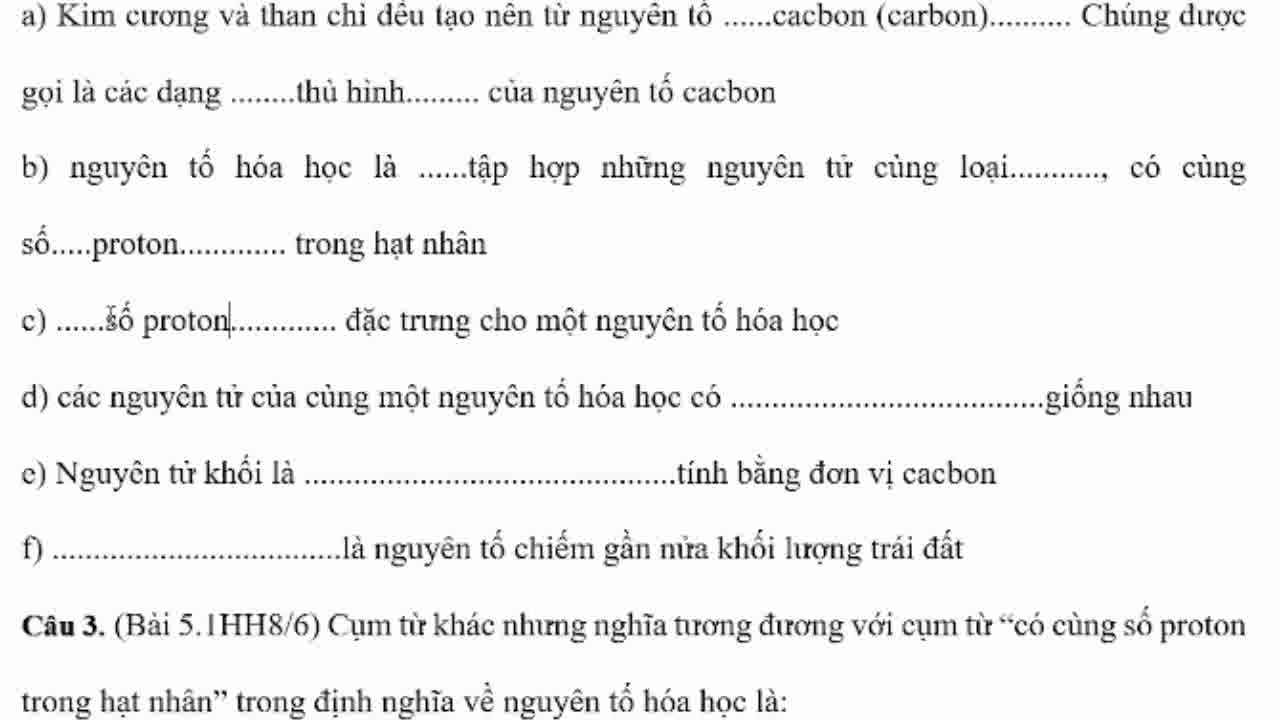 a) Kim cương và than chì đều tạo nên từ nguyên tố ......cacbon (carbon).......... Chúng được
gọi là các dạng ........thù hình......... của nguyên tố cacbon
b) nguyên tố hóa học là ......tập hợp những nguyên tử cùng loại..........., có cùng
số.....proton............. trong hạt nhân
c) ......số proton............. đặc trưng cho một nguyên tố hóa học
d) các nguyên tử của cùng một nguyên tố hóa học có ......................................giống nhau
e) Nguyên tử khối là .............................................tính bằng đơn vị cacbon
f) ...................................là nguyên tố chiếm gần nửa khối lượng trái đất
Câu 3. (Bài 5.1HH8/6) Cụm từ khác nhưng nghĩa tương đương với cụm từ “có cùng số proton
trong hạt nhân” trong định nghĩa về nguyên tố hóa học là: